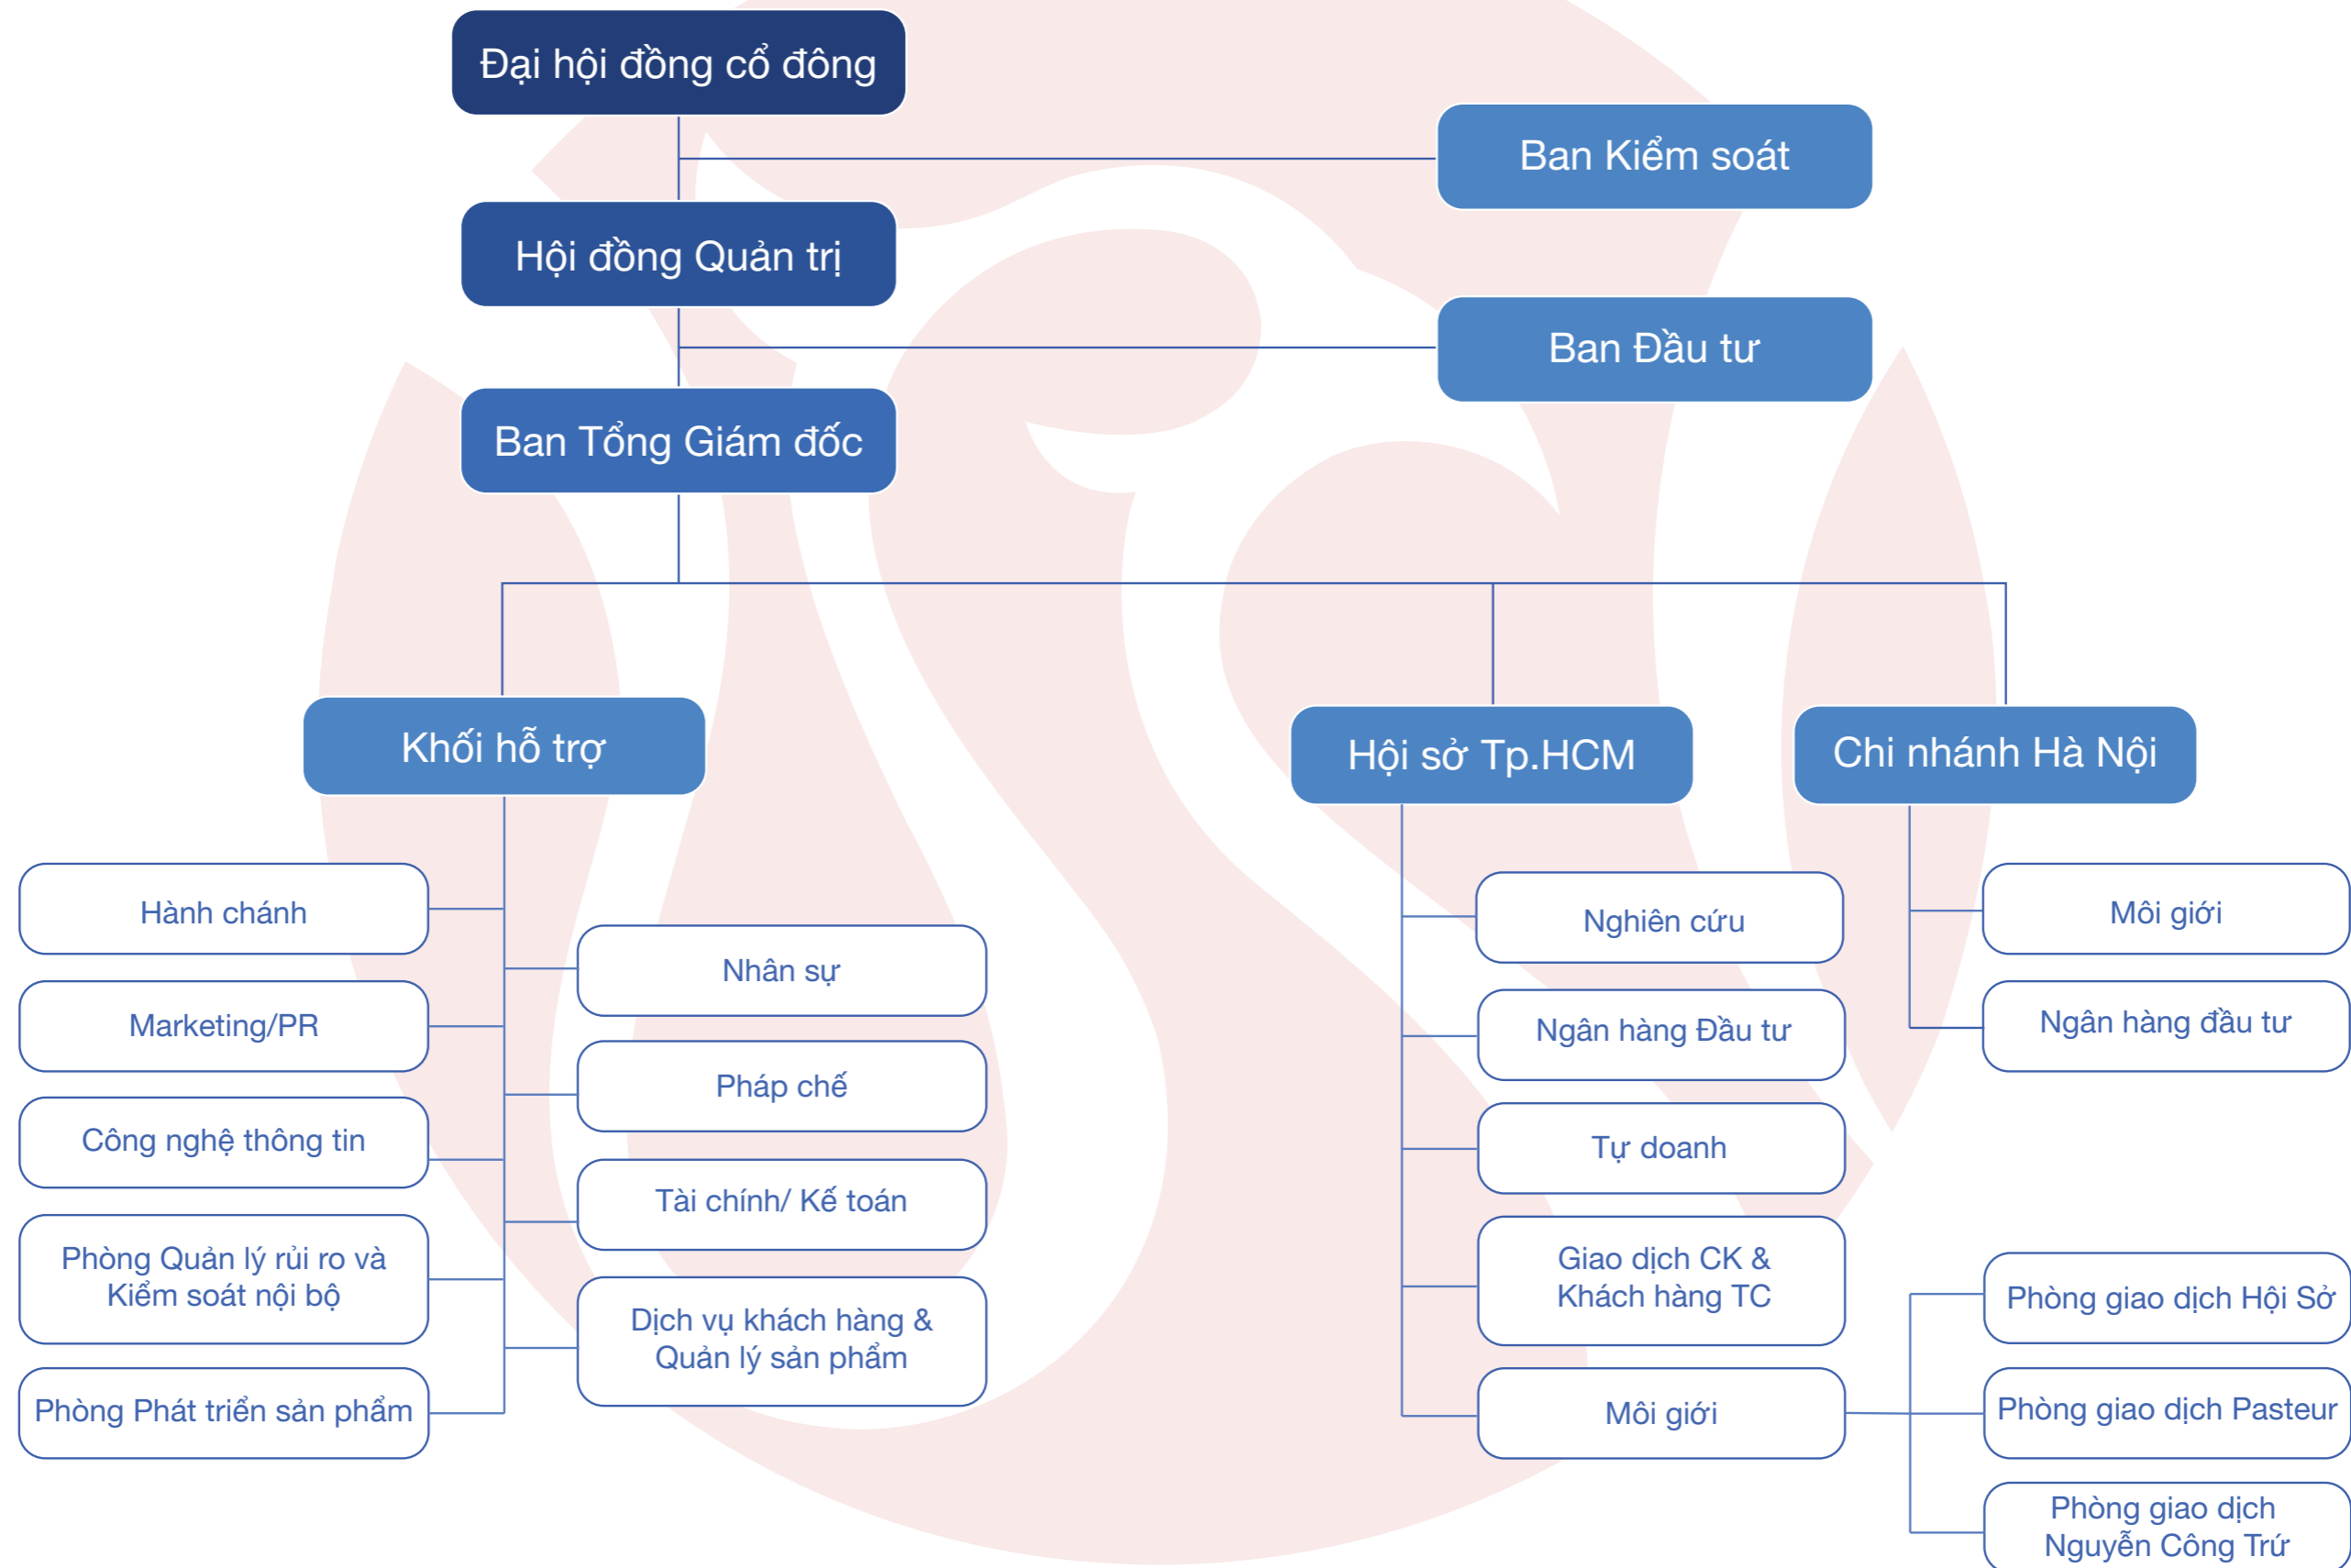 Đại hội đồng cổ đông
Ban Kiểm soát
Hội đồng Quản trị
Ban Đầu tư
Ban Tổng Giám đốc
Khối hỗ trợ
Hội sở Tp.HCM
Chi nhánh Hà Nội
Hành chánh
Marketing/PR
Công nghệ thông tin
Phòng Quản lý rủi ro và
Kiểm soát nội bộ
Phòng Phát triển sản phẩm
Nhân sự
Pháp chế
Tài chính/ Kế toán
Dịch vụ khách hàng &
Quản lý sản phẩm
Nghiên cứu
Ngân hàng Đầu tư
Tự doanh
Giao dịch CK &
Khách hàng TC
Môi giới
Môi giới
Ngân hàng đầu tư
Phòng giao dịch Hội Sở
Phòng giao dịch Pasteur
Phòng giao dịch
Nguyễn Công Trứ